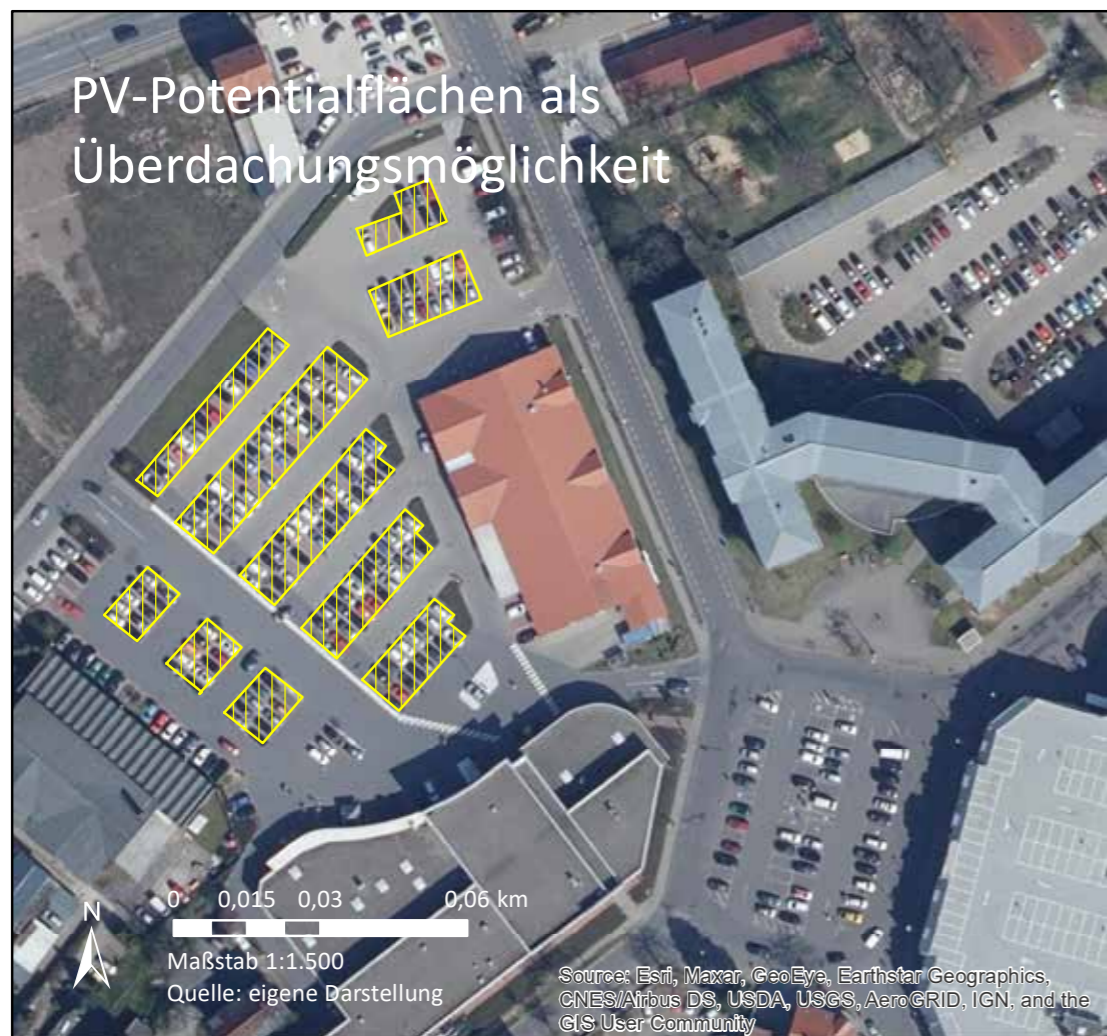 PV-Potentialflächen als
Überdachungsmöglichkeit
0 0,015 0,03 0,06 km
N
Maßstab 1:1.500
Quelle: eigene Darstellung
Source: Esri, Maxar, GeoEye, Earthstar Geographics,
CNES/Airbus DS, USDA, USGS, AeroGRID, IGN, and the
GIS User Community